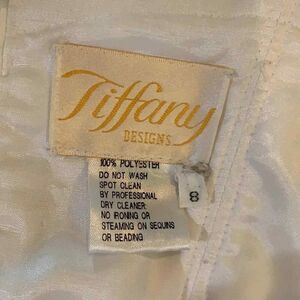 Tiffany
DESIGNS
100% POLYESTER
DO NOT WASH
SPOT CLEAN
BY PROFESSIONAL
DRY CLEANER
NO IRONING OR
STEAMING ON SEQUINS
OR BEADING
8